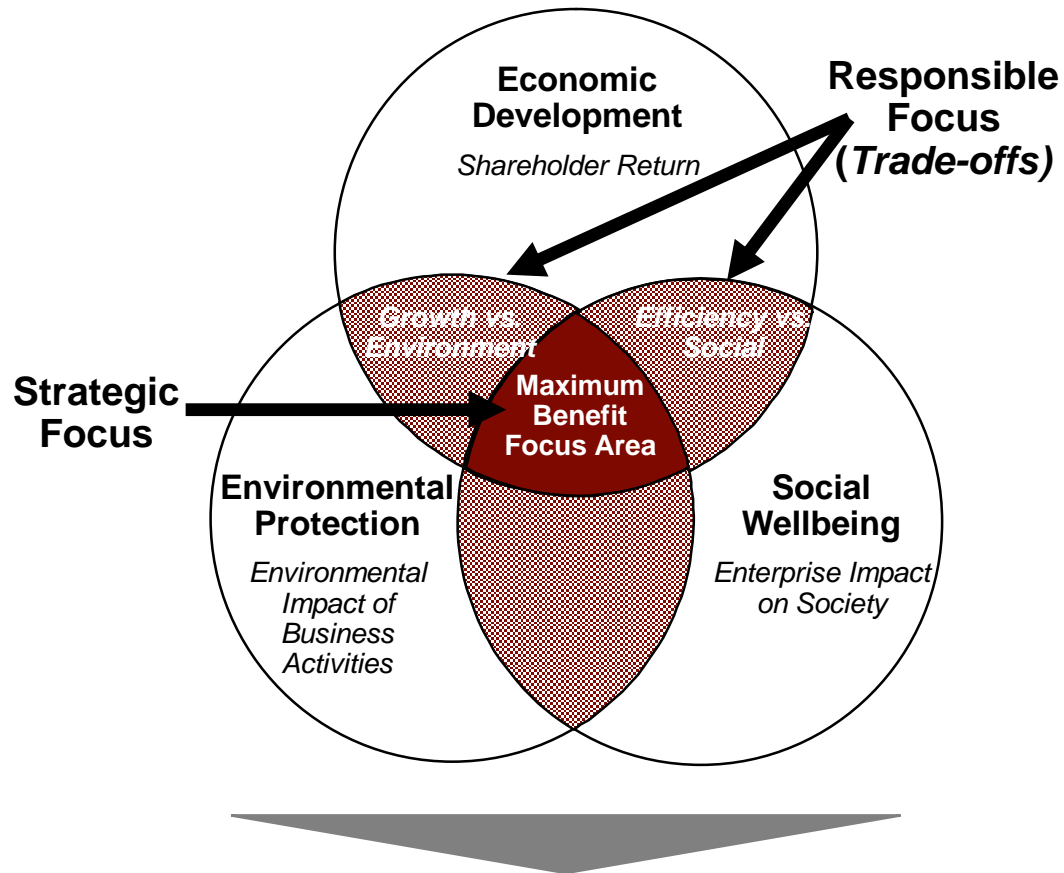 Economic
Development
Shareholder Return
Responsible
Focus
(Trade-offs)
Growth vs.
Environment
Efficiency vs.
Social
Maximum
Benefit
Focus Area
Strategic
Focus
Environmental
Protection
Environmental
Impact of
Business
Activities
Social
Wellbeing
Enterprise Impact
on Society